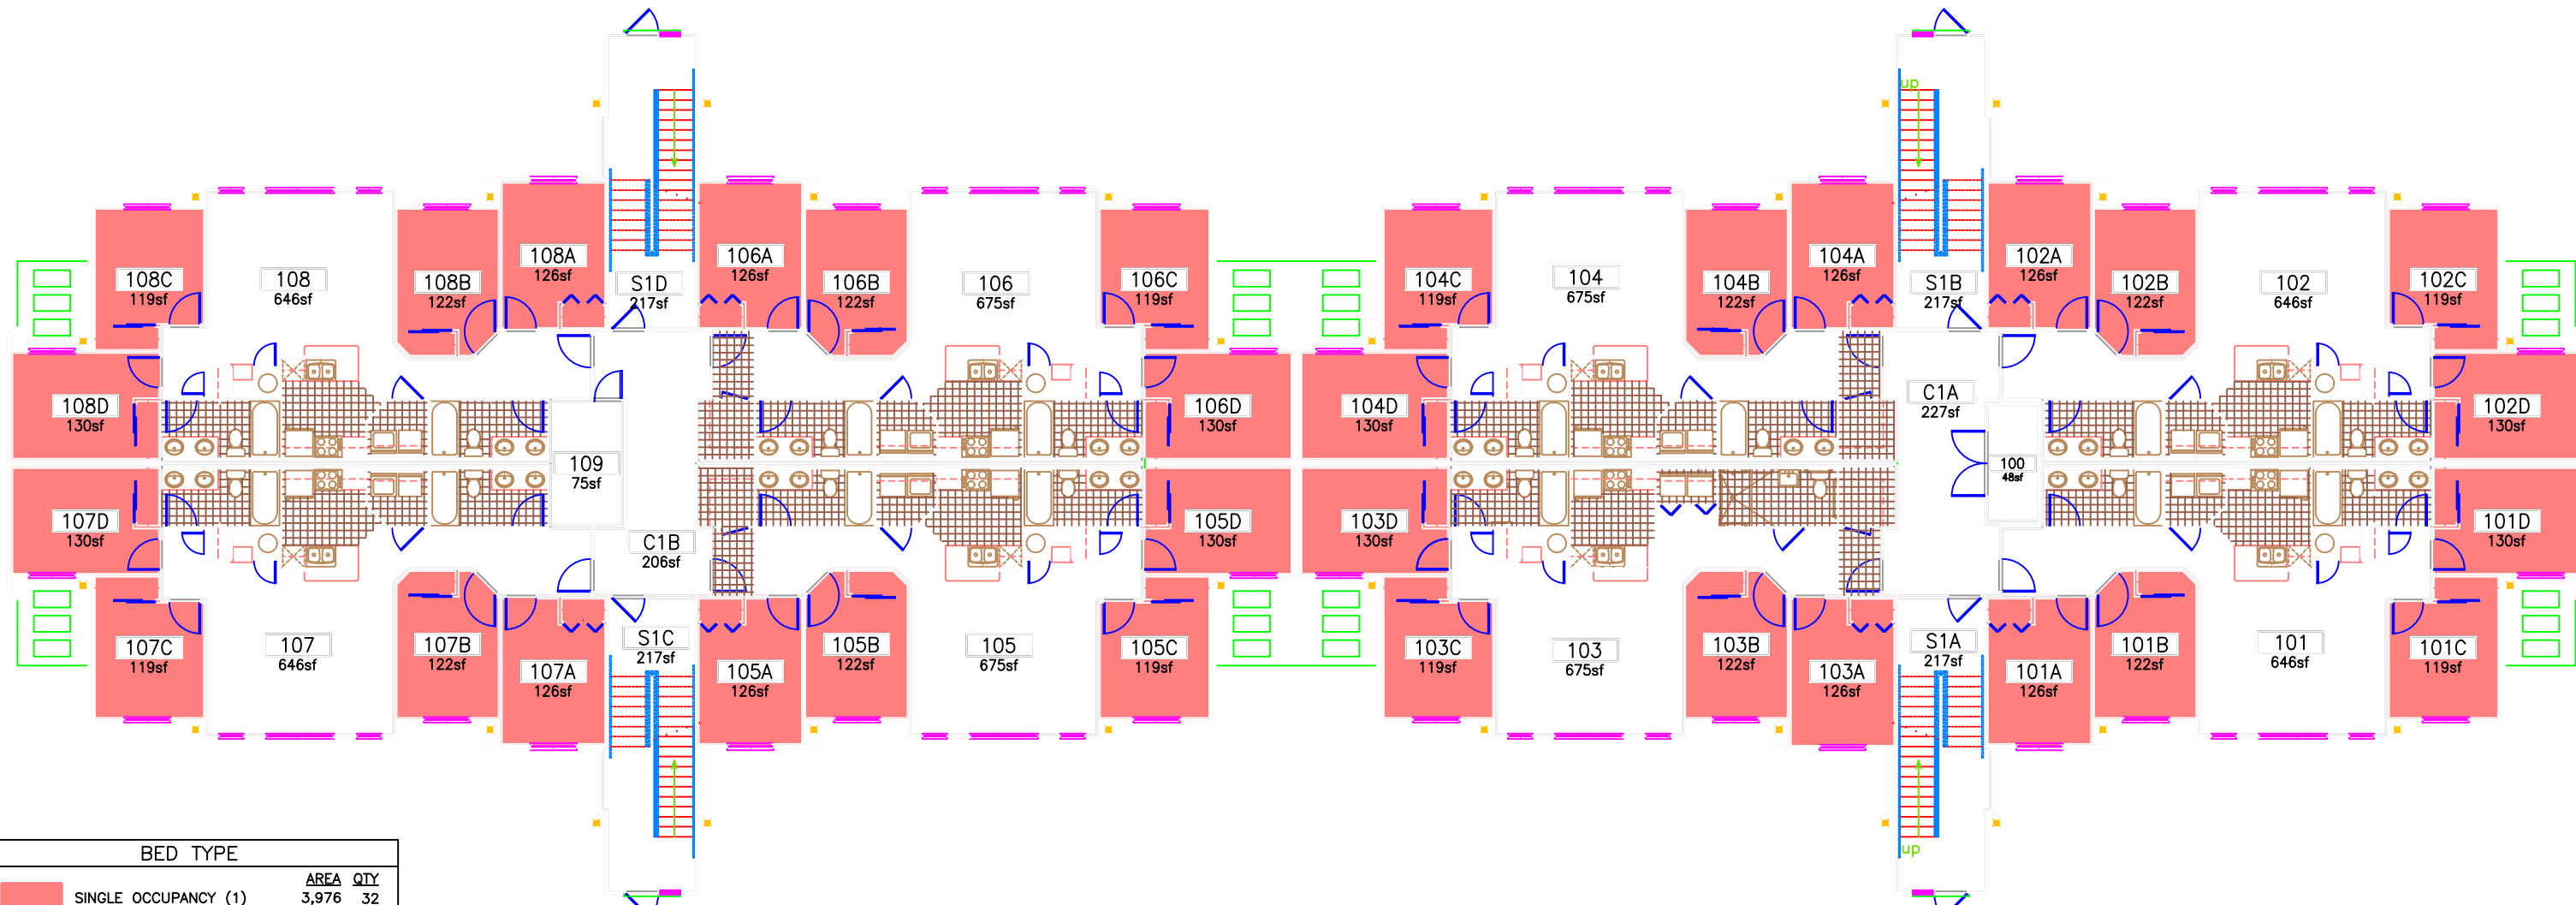 up
108A
126sf
106A
126sf
104A
126sf
102A
126sf
108C
119sf
108
646sf
108B
122sf
S1D
217sf
106B
122sf
106
675sf
106C
119sf
104C
119sf
104
675sf
104B
122sf
S1B
217sf
102B
122sf
102
646sf
102C
119sf
108D
130sf
106D
130sf
104D
130sf
C1A
227sf
102D
130sf
109
75sf
100
48sf
107D
130sf
C1B
206sf
105D
130sf
103D
130sf
101D
130sf
107C
119sf
107
646sf
107B
122sf
S1C
217sf
105B
122sf
105
675sf
105C
119sf
103C
119sf
103
675sf
103B
122sf
S1A
217sf
101B
122sf
101
646sf
101C
119sf
107A
126sf
105A
126sf
103A
126sf
101A
126sf
up
BED TYPE
AREA QTY
SINGLE OCCUPANCY (1) 3,976 32